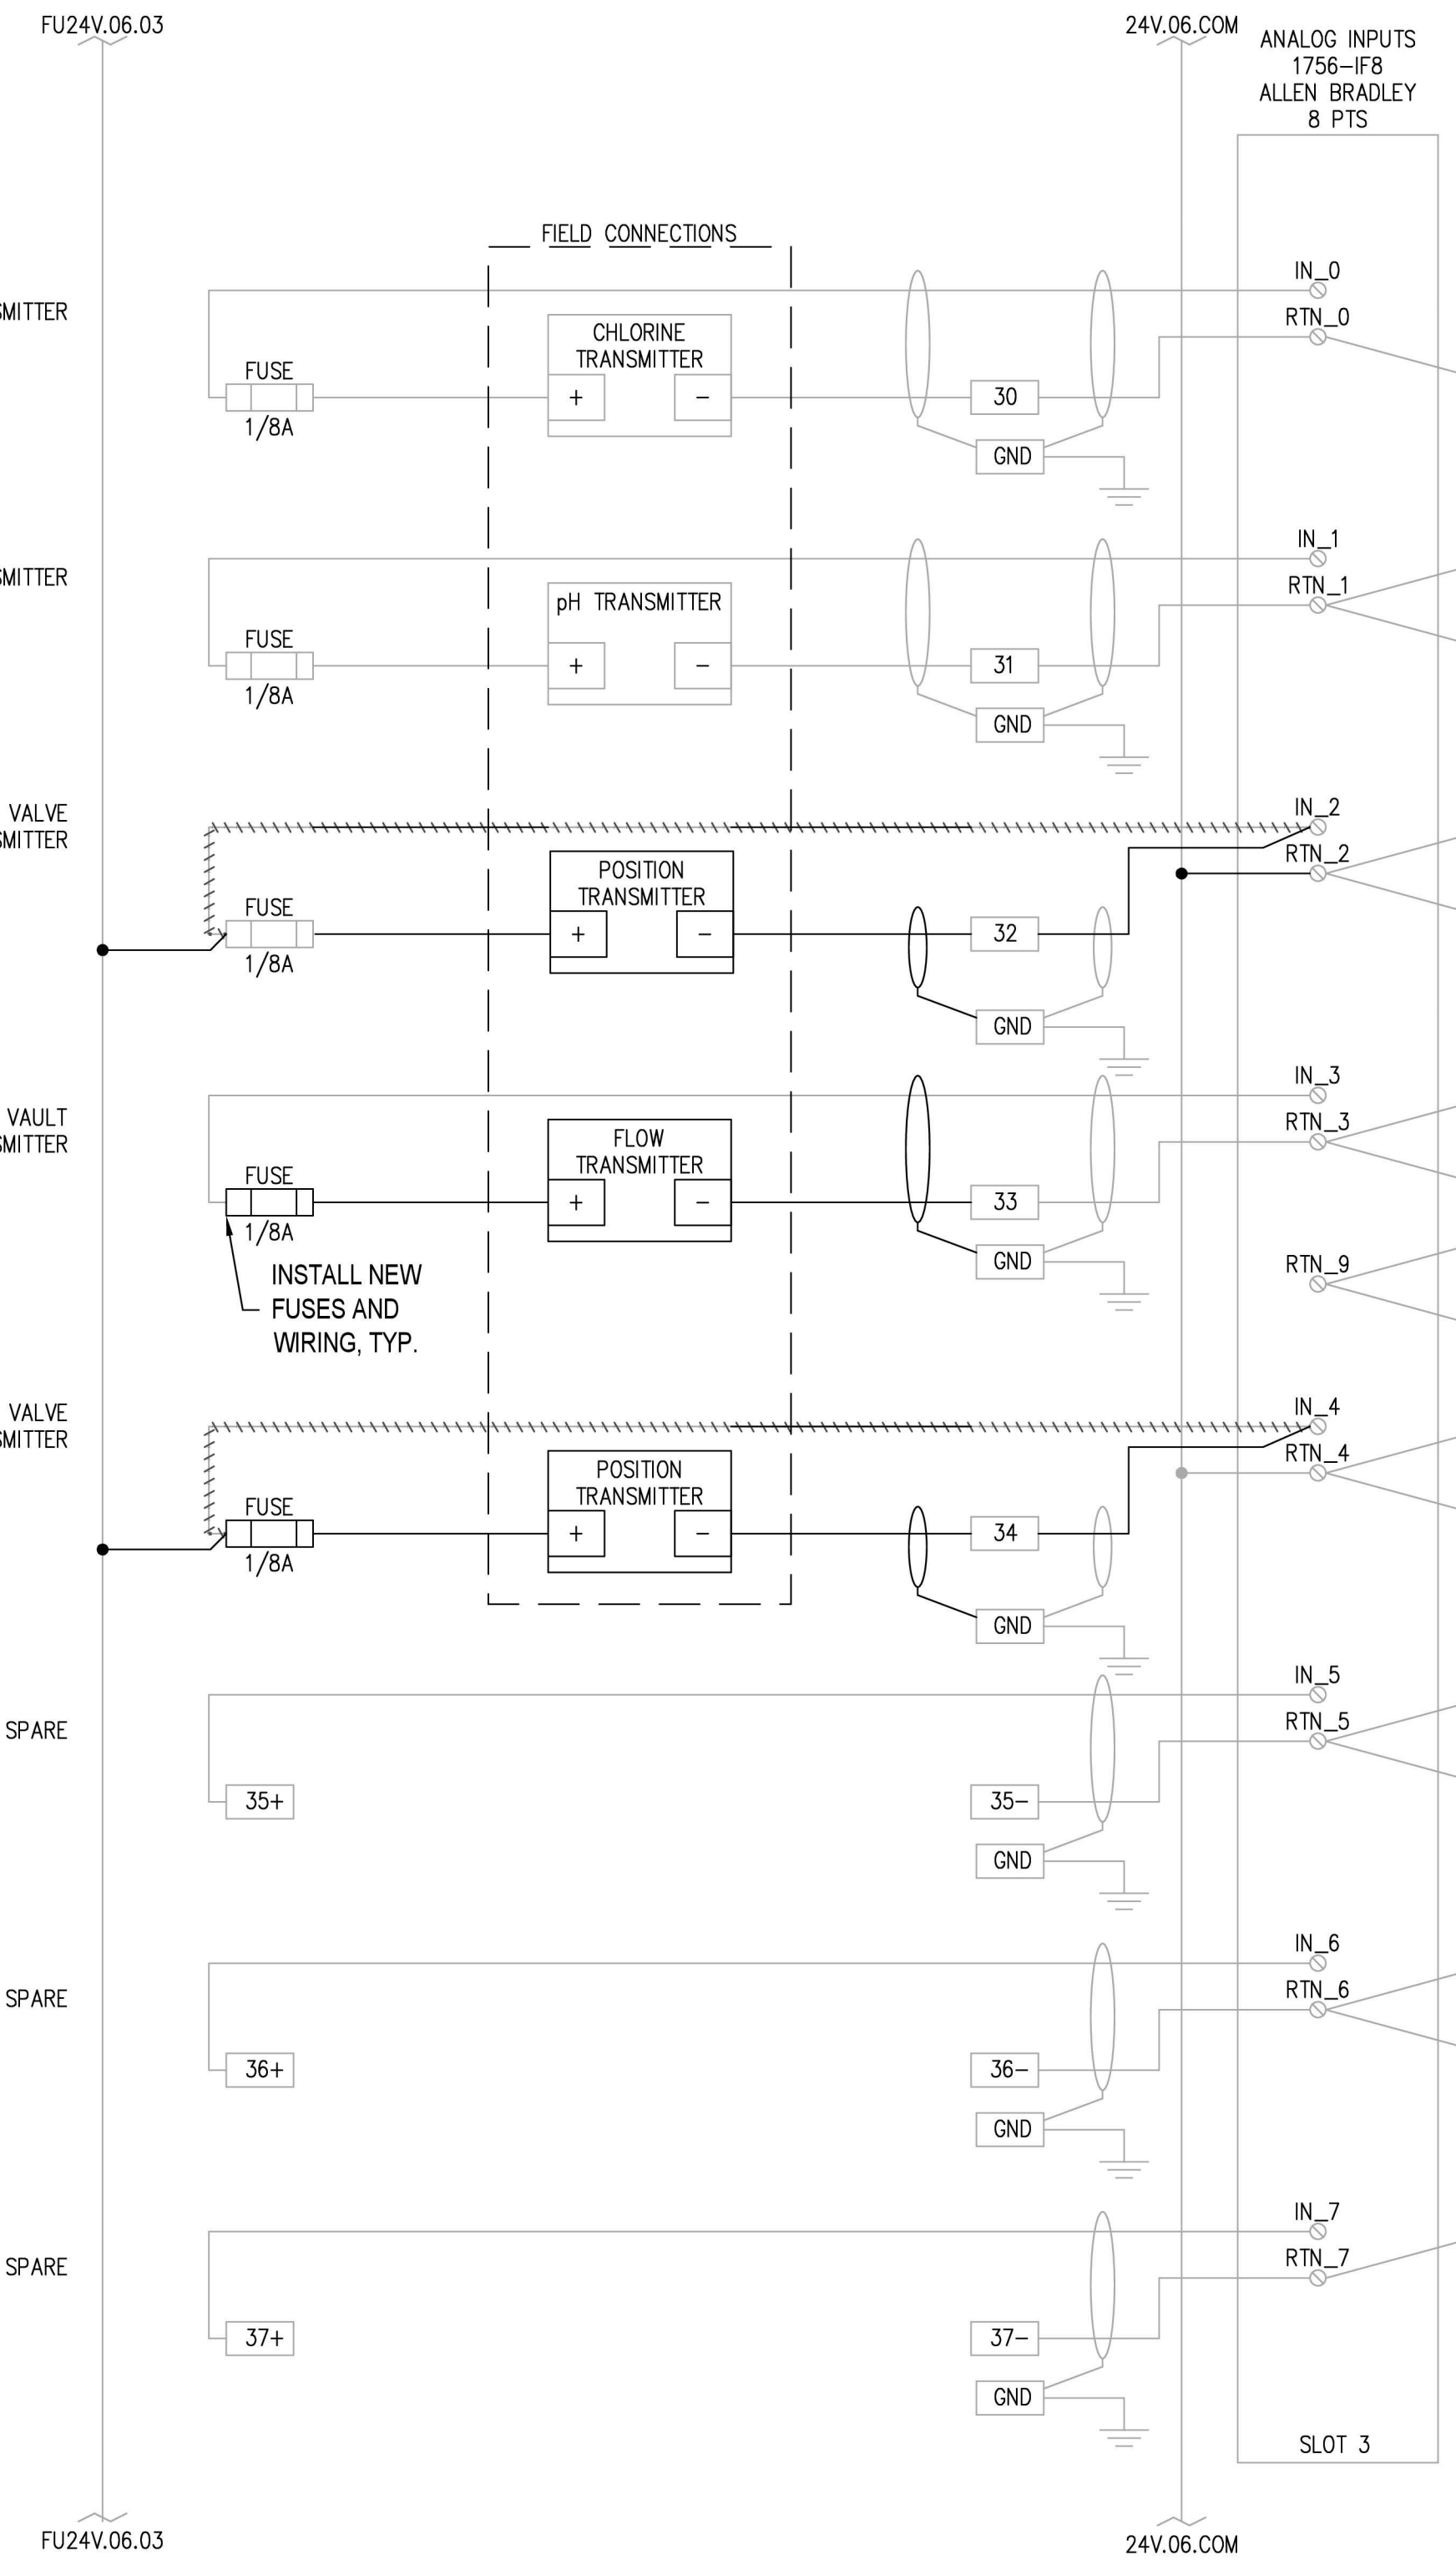 FU24V.06.03
24V.06.COM
ANALOG INPUTS
1756-IF8
ALLEN BRADLEY
8 PTS
FIELD CONNECTIONS
IN_0
SMITTER
CHLORINE
TRANSMITTER
RTN_0
FUSE
+
-
30
1/8A
GND
IN_1
SMITTER
pH TRANSMITTER
RTN_1
FUSE
+
-
31
1/8A
GND
VALVE
SMITTER
IN_2
POSITION
TRANSMITTER
RTN_2
FUSE
+
-
32
1/8A
GND
IN_3
VAULT
SMITTER
FLOW
TRANSMITTER
RTN_3
FUSE
+
-
33
1/8A
GND
INSTALL NEW
FUSES AND
WIRING, TYP.
RTN_9
VALVE
SMITTER
IN_4
POSITION
TRANSMITTER
RTN_4
FUSE
+
-
34
1/8A
GND
IN_5
SPARE
RTN_5
35+
35-
GND
IN_6
SPARE
RTN_6
36+
36-
GND
IN_7
SPARE
RTN_7
37+
37-
GND
SLOT 3
FU24V.06.03
24V.06.COM